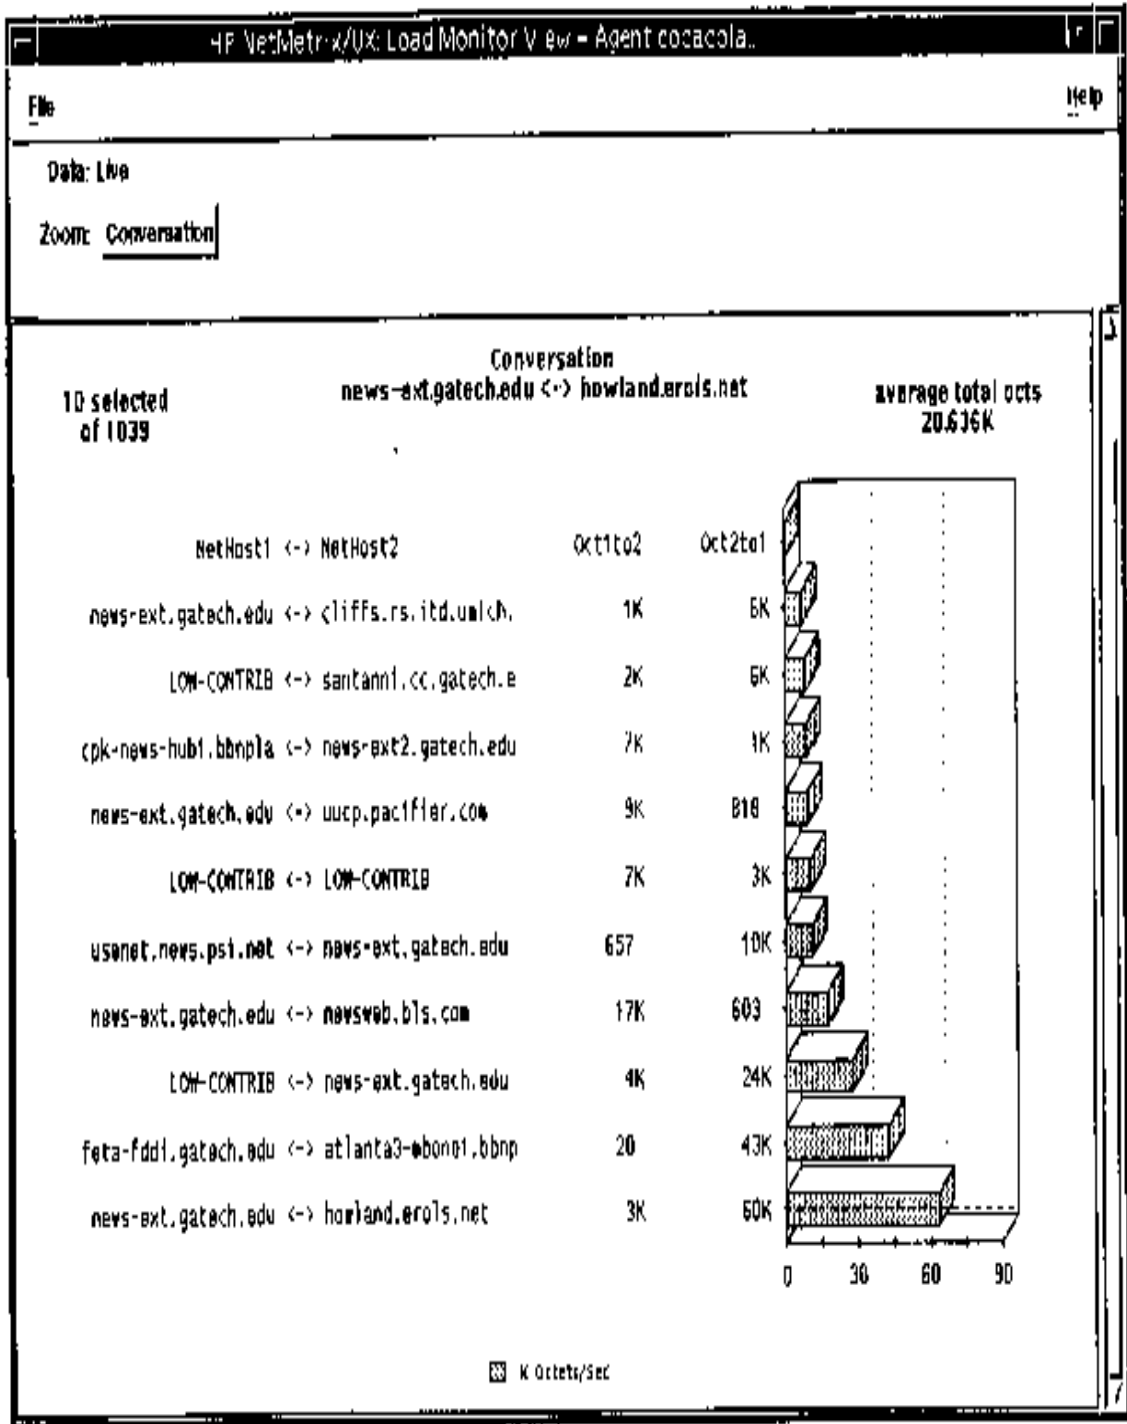 HP NetMetrix/UX: Load Monitor View – Agent cocacola..
File Help
Data: Live
Zoom: Conversation
Conversation
news-ext.gatech.edu <-> howland.erols.net
10 selected
of 1039
average total octs
20.636K
NetHost1 <-> NetHost2 Oct1to2 Oct2to1
news-ext.gatech.edu <-> cliffs.rs.itd.umich. 1K 6K
LOW-CONTRIB <-> santanni.cc.gatech.e 2K 6K
cpk-news-hub1.bbnpla <-> news-ext2.gatech.edu 7K 1K
news-ext.gatech.edu <-> uucp.pacifier.com 9K 818
LOW-CONTRIB <-> LOW-CONTRIB 7K 3K
usenet.news.psi.net <-> news-ext.gatech.edu 657 10K
news-ext.gatech.edu <-> newsweb.bls.com 17K 603
LOW-CONTRIB <-> news-ext.gatech.edu 4K 24K
feta-fddi.gatech.edu <-> atlanta3-mbone1.bbnp 20 43K
news-ext.gatech.edu <-> howland.erols.net 3K 60K
0 30 60 90
K Octets/Sec